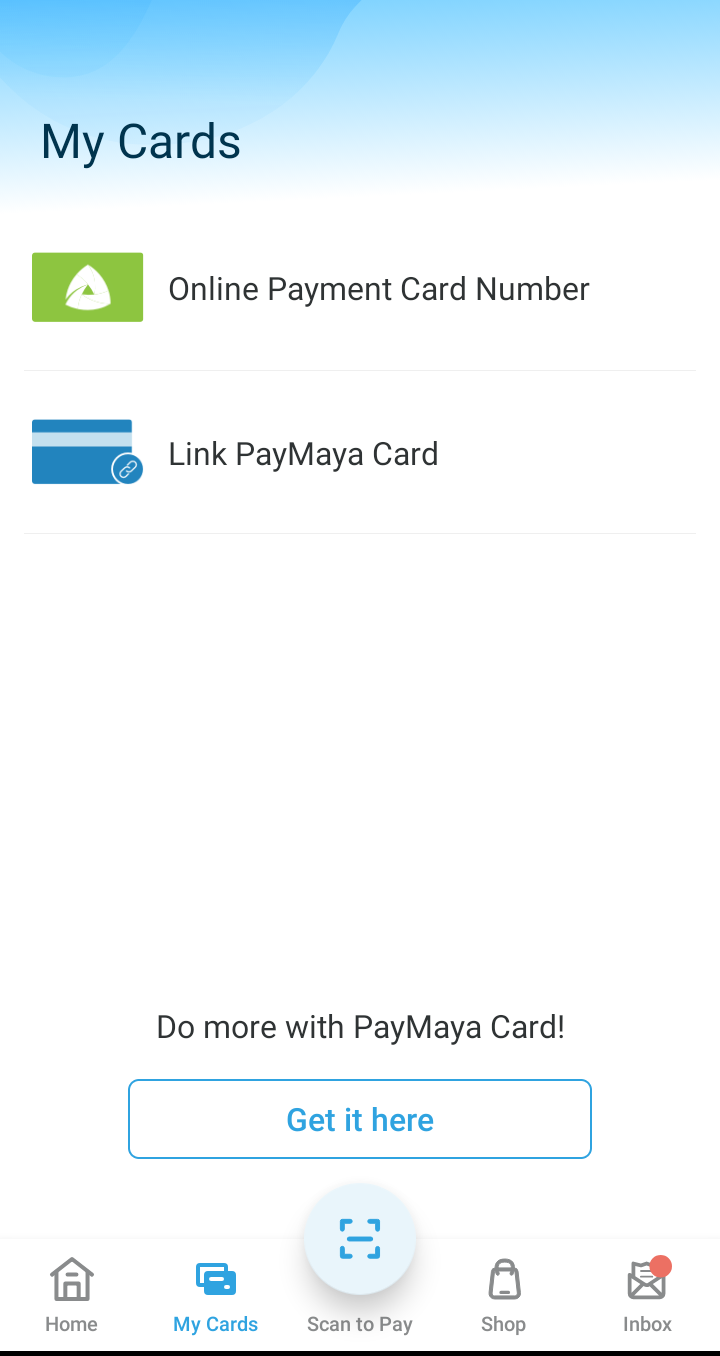 My Cards
Online Payment Card Number
Link PayMaya Card
Do more with PayMaya Card!
Get it here
Home
My Cards
Scan to Pay
Shop
Inbox